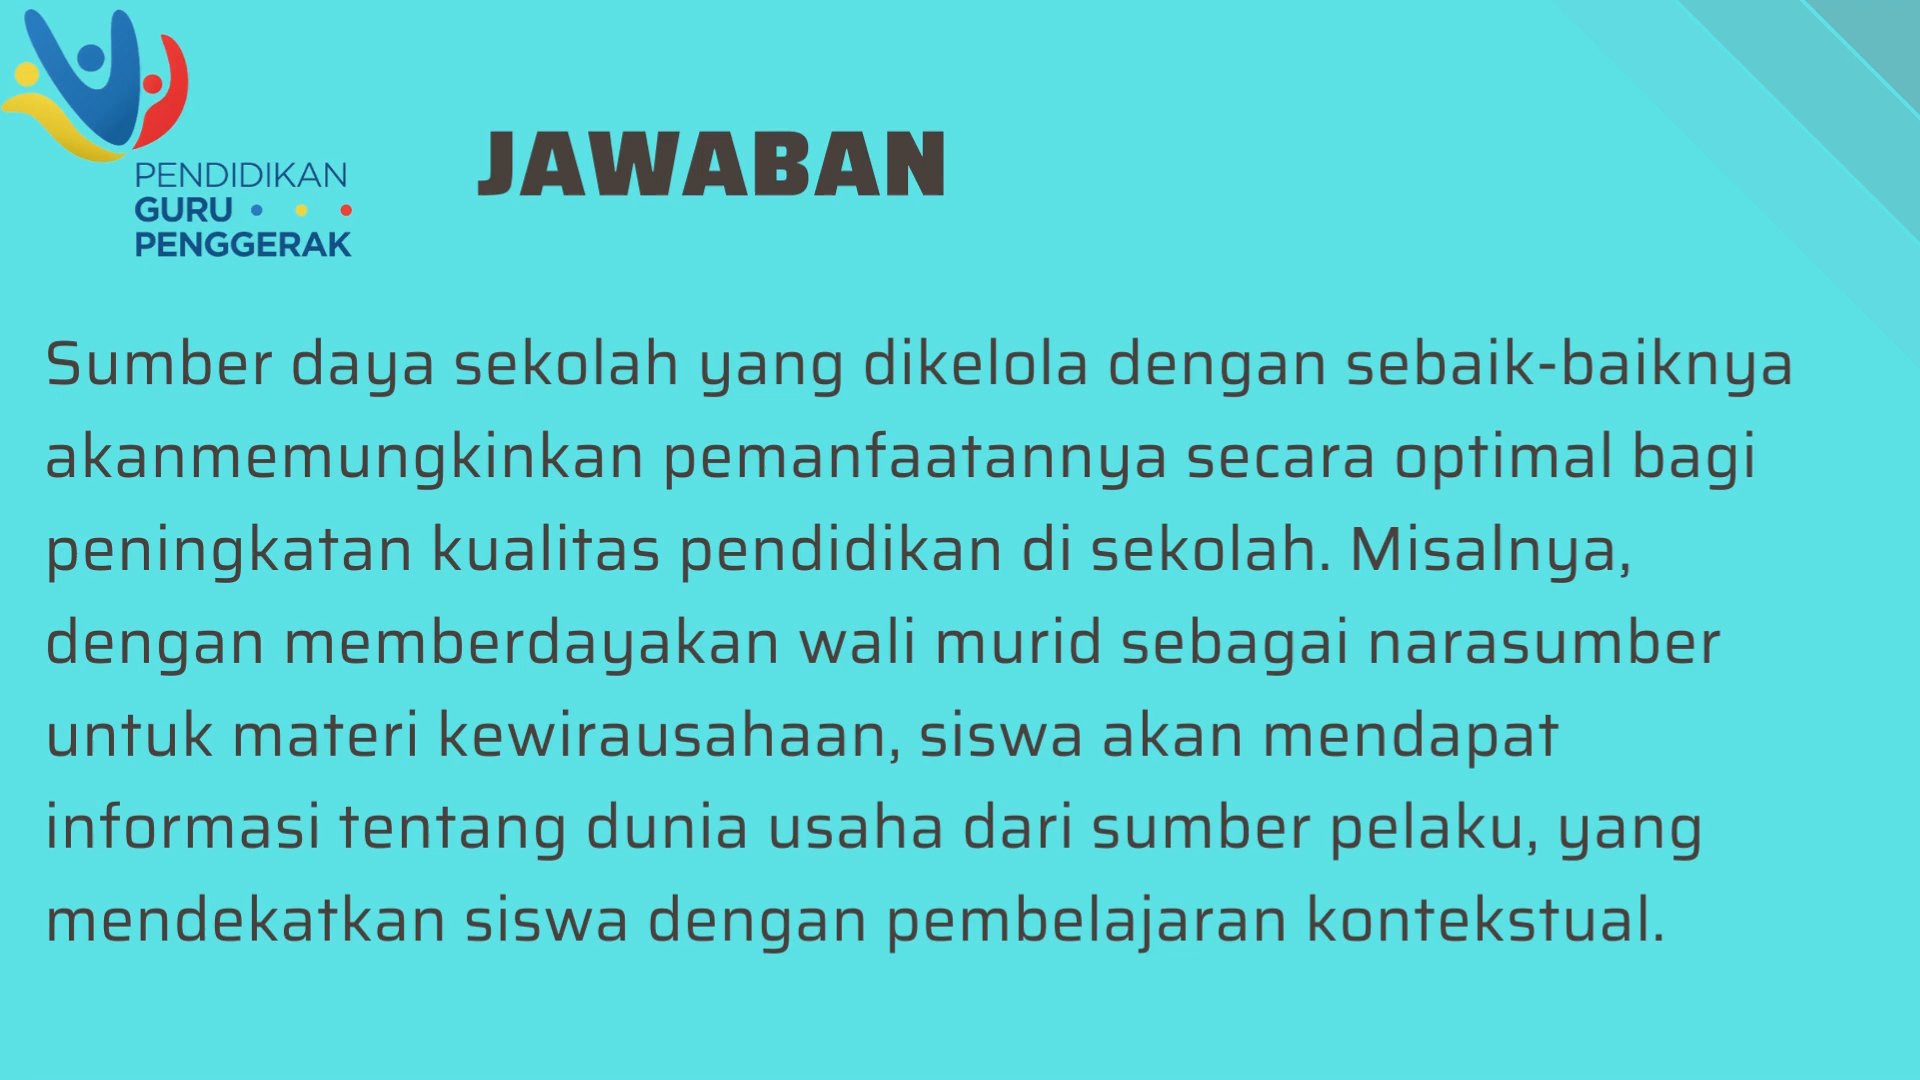 PENDIDIKAN
GURU
PENGGERAK
JAWABAN
Sumber daya sekolah yang dikelola dengan sebaik-baiknya
akanmemungkinkan pemanfaatannya secara optimal bagi
peningkatan kualitas pendidikan di sekolah. Misalnya,
dengan memberdayakan wali murid sebagai narasumber
untuk materi kewirausahaan, siswa akan mendapat
informasi tentang dunia usaha dari sumber pelaku, yang
mendekatkan siswa dengan pembelajaran kontekstual.